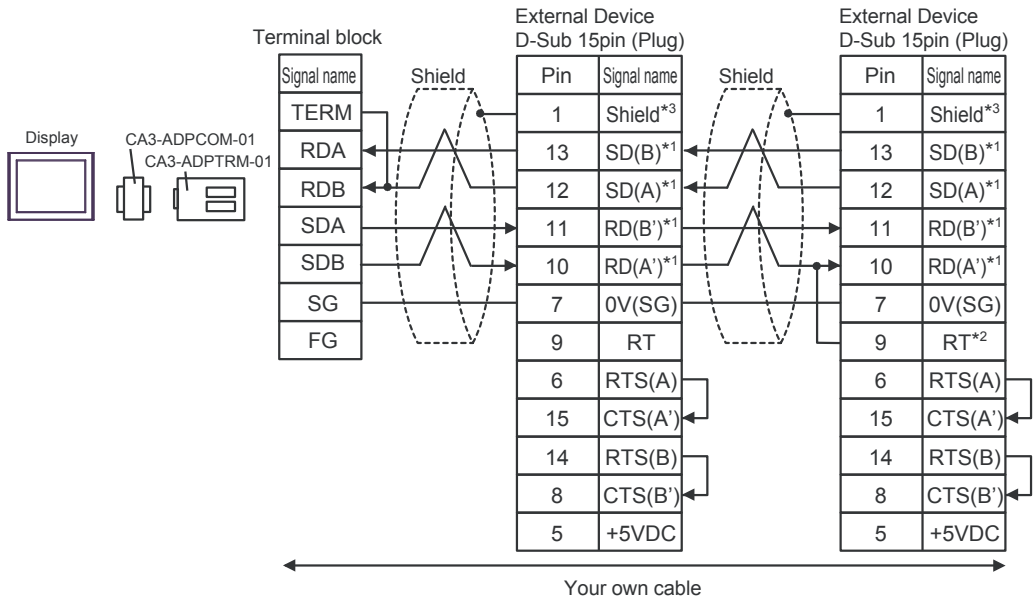 External Device
D-Sub 15pin (Plug)
External Device
D-Sub 15pin (Plug)
Terminal block
Display
CA3-ADPCOM-01
CA3-ADPTRM-01
Signal name
TERM
RDA
RDB
SDA
SDB
SG
FG
Shield
Pin Signal name
1 Shield*3
13 SD(B)*1
12 SD(A)*1
11 RD(B’)*1
10 RD(A’)*1
7 0V(SG)
9 RT
6 RTS(A)
15 CTS(A’)
14 RTS(B)
8 CTS(B’)
5 +5VDC
Shield
Pin Signal name
1 Shield*3
13 SD(B)*1
12 SD(A)*1
11 RD(B’)*1
10 RD(A’)*1
7 0V(SG)
9 RT*2
6 RTS(A)
15 CTS(A’)
14 RTS(B)
8 CTS(B’)
5 +5VDC
Your own cable